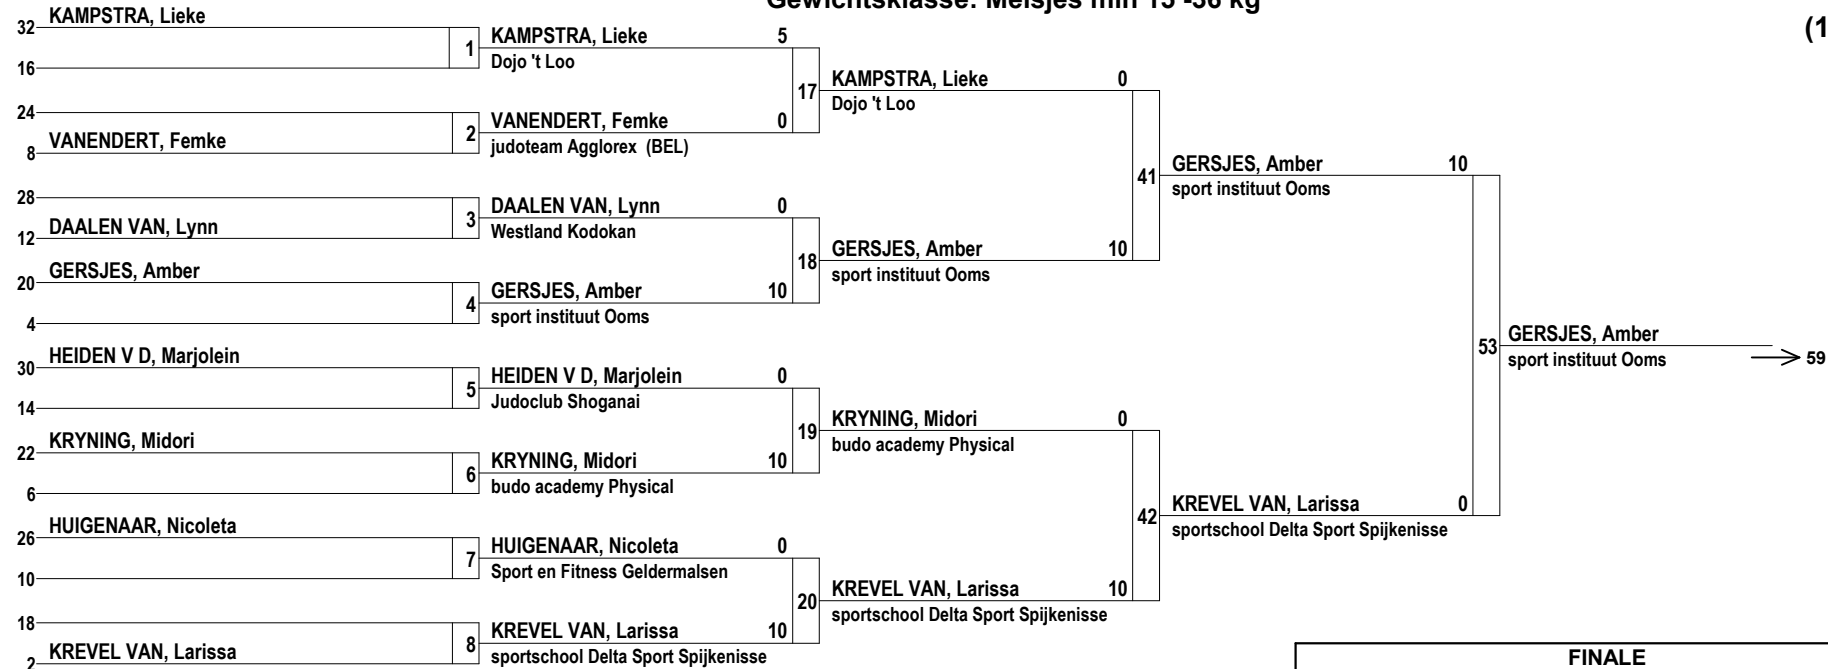 Gewichtsklasse: Meisjes min 15 -36 kg
(1
32 KAMPSTRA, Lieke
16
24
8 VANENDERT, Femke
28
12 DAALEN VAN, Lynn
20 GERSJES, Amber
4
30 HEIDEN V D, Marjolein
14
22 KRYNING, Midori
6
26 HUIGENAAR, Nicoleta
10
18
2 KREVEL VAN, Larissa
1 KAMPSTRA, Lieke 5
Dojo 't Loo
2 VANENDERT, Femke 0
judoteam Agglorex (BEL)
3 DAALEN VAN, Lynn 0
Westland Kodokan
4 GERSJES, Amber 10
sport instituut Ooms
5 HEIDEN V D, Marjolein 0
Judoclub Shoganai
6 KRYNING, Midori 10
budo academy Physical
7 HUIGENAAR, Nicoleta 0
Sport en Fitness Geldermalsen
8 KREVEL VAN, Larissa 10
sportschool Delta Sport Spijkenisse
17 KAMPSTRA, Lieke 0
Dojo 't Loo
18 GERSJES, Amber 10
sport instituut Ooms
19 KRYNING, Midori 0
budo academy Physical
20 KREVEL VAN, Larissa 10
sportschool Delta Sport Spijkenisse
41 GERSJES, Amber 10
sport instituut Ooms
42 KREVEL VAN, Larissa 0
sportschool Delta Sport Spijkenisse
53 GERSJES, Amber
sport instituut Ooms 59
FINALE